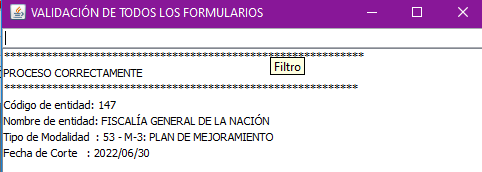 VALIDACIÓN DE TODOS LOS FORMULARIOS
************************************************************
PROCESO CORRECTAMENTE
Filtro
***********************************************************
Código de entidad: 147
Nombre de entidad: FISCALÍA GENERAL DE LA NACIÓN
Tipo de Modalidad : 53 - M-3: PLAN DE MEJORAMIENTO
Fecha de Corte : 2022/06/30